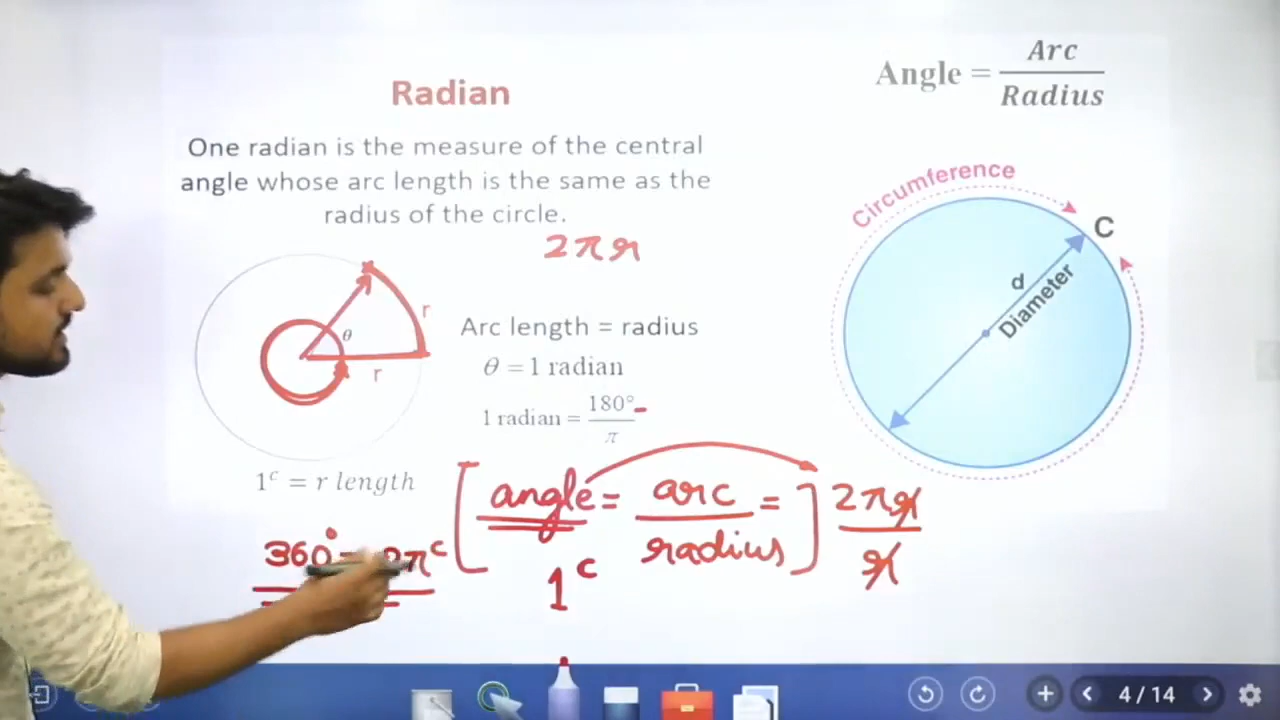 Radian
One radian is the measure of the central
angle whose arc length is the same as the
radius of the circle.
2πr
θ
r
r
Arc length = radius
θ = 1 radian
1 radian = 180°/π
1ᶜ = r length
[angle = arc/radius =] 2πr/r
360° = 2πᶜ
1ᶜ
Angle = Arc/Radius
Circumference
C
d
Diameter
4/14